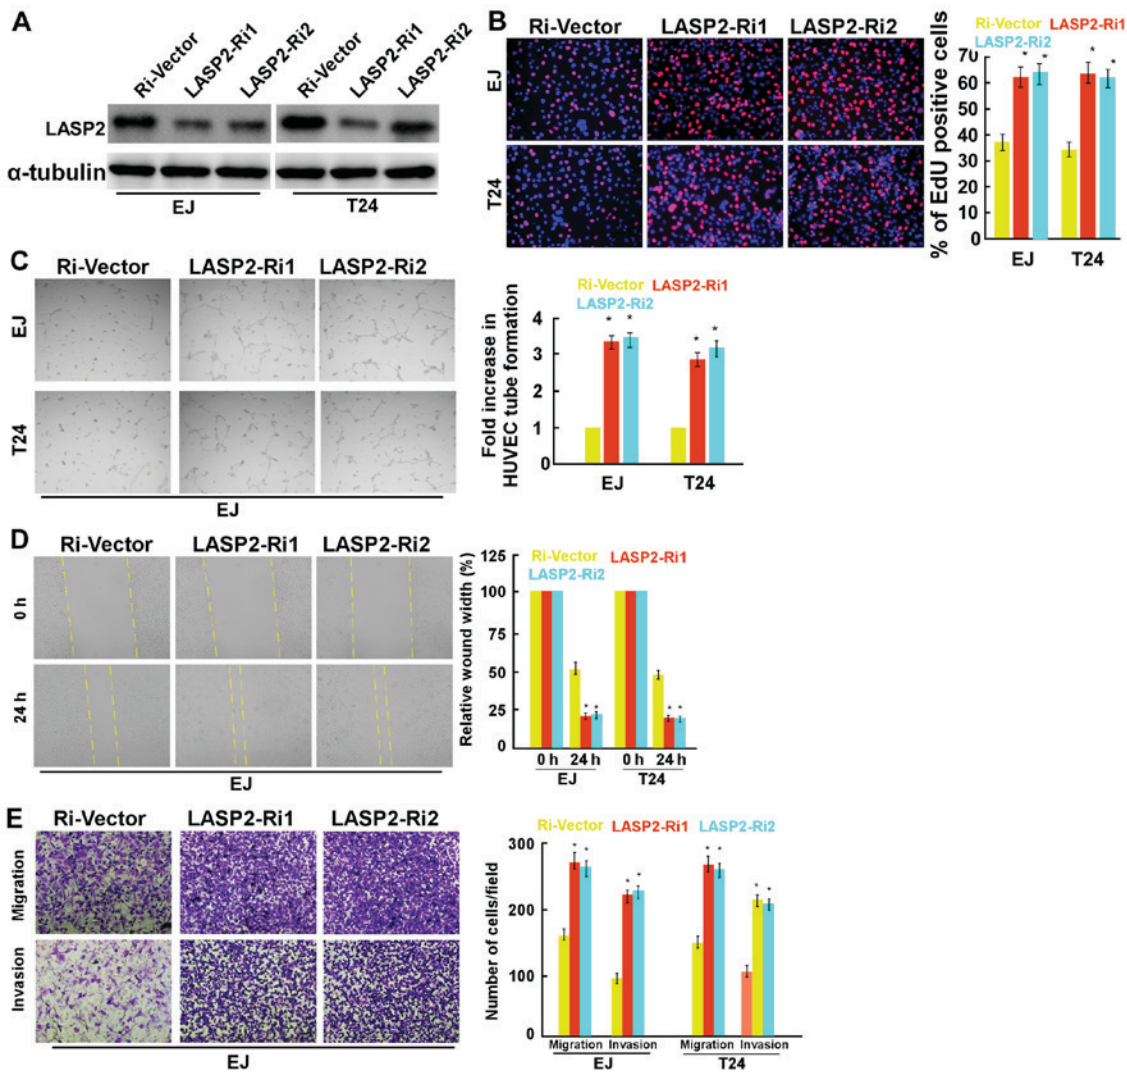 A
Ri-Vector LASP2-Ri1 LASP2-Ri2 Ri-Vector LASP2-Ri1 LASP2-Ri2
LASP2
α-tubulin
EJ T24
B
Ri-Vector LASP2-Ri1 LASP2-Ri2
EJ
T24
Ri-Vector LASP2-Ri1
LASP2-Ri2
% of EdU positive cells
70
60
50
40
30
20
10
0
EJ T24
* * * *
C
Ri-Vector LASP2-Ri1 LASP2-Ri2
EJ
T24
EJ
Ri-Vector LASP2-Ri1
LASP2-Ri2
Fold increase in
HUVEC tube formation
4
3
2
1
0
* * * *
EJ T24
D
Ri-Vector LASP2-Ri1 LASP2-Ri2
0 h
24 h
EJ
Ri-Vector LASP2-Ri1
LASP2-Ri2
Relative wound width (%)
125
100
75
50
25
0
* * * *
0 h 24 h 0 h 24 h
EJ T24
E
Ri-Vector LASP2-Ri1 LASP2-Ri2
Migration
Invasion
EJ
Ri-Vector LASP2-Ri1 LASP2-Ri2
Number of cells/field
300
200
100
0
* * * * * * * *
Migration Invasion Migration Invasion
EJ T24